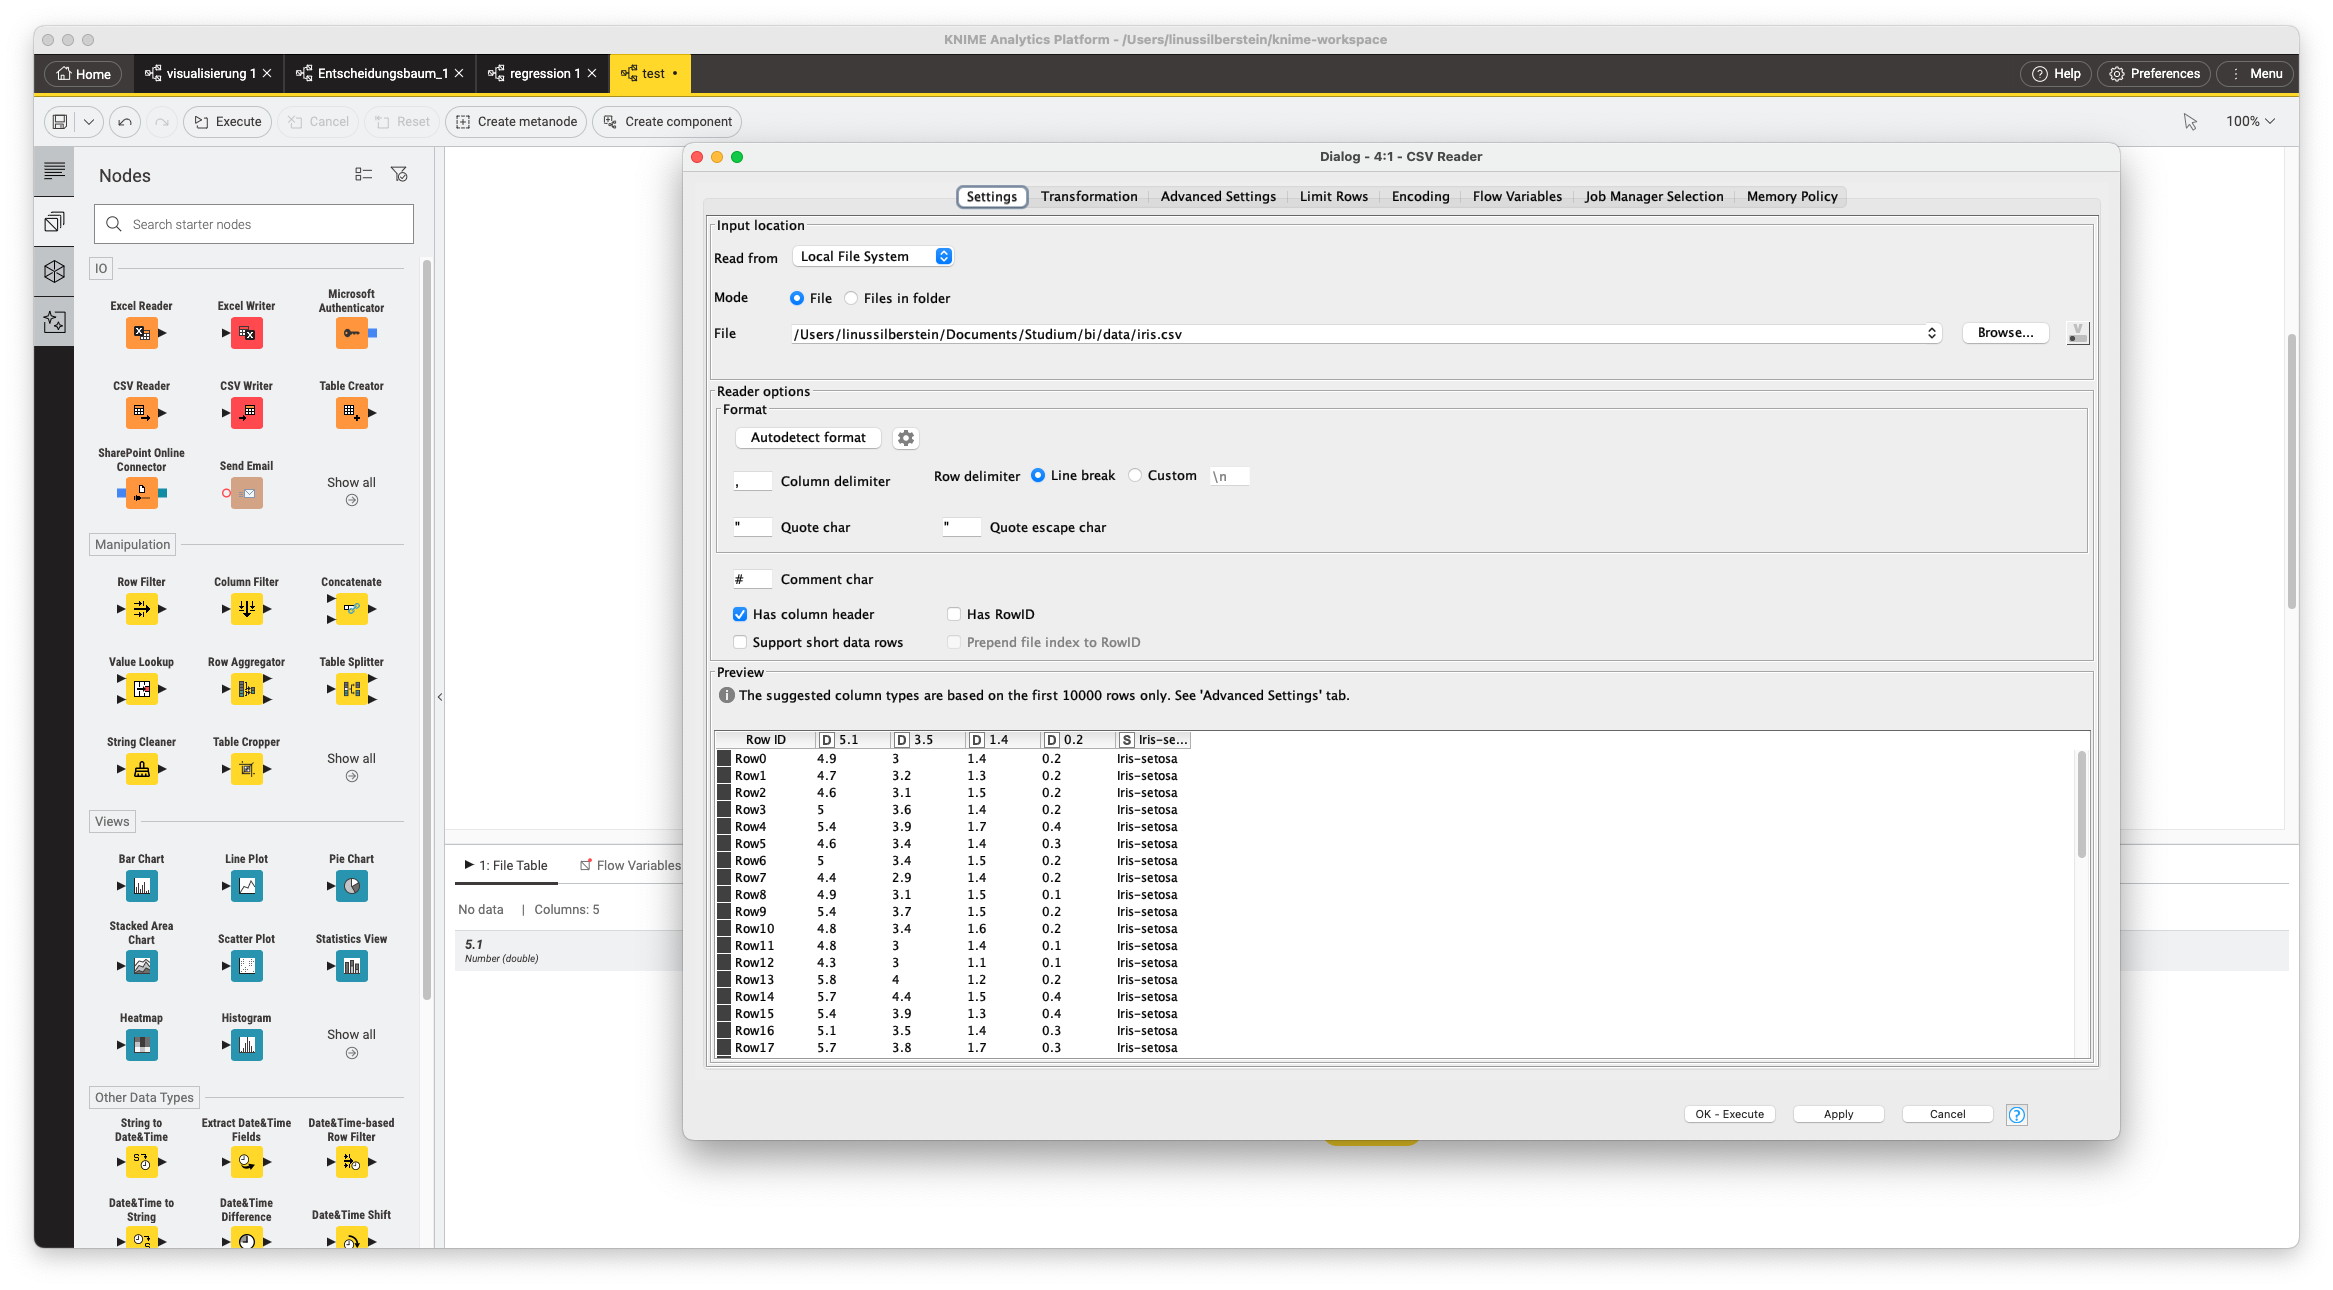 KNIME Analytics Platform - /Users/linussilberstein/knime-workspace
Home
visualisierung 1
Entscheidungsbaum_1
regression 1
test
Help
Preferences
Menu
Execute
Cancel
Reset
Create metanode
Create component
100%
Nodes
Search starter nodes
IO
Excel Reader
Excel Writer
Microsoft Authenticator
CSV Reader
CSV Writer
Table Creator
SharePoint Online Connector
Send Email
Show all
Manipulation
Row Filter
Column Filter
Concatenate
Value Lookup
Row Aggregator
Table Splitter
String Cleaner
Table Cropper
Show all
Views
Bar Chart
Line Plot
Pie Chart
Stacked Area Chart
Scatter Plot
Statistics View
Heatmap
Histogram
Show all
Other Data Types
String to Date&Time
Extract Date&Time Fields
Date&Time-based Row Filter
Date&Time to String
Date&Time Difference
Date&Time Shift
1: File Table
Flow Variables
No data | Columns: 5
5.1
Number (double)
Dialog - 4:1 - CSV Reader
Settings Transformation Advanced Settings Limit Rows Encoding Flow Variables Job Manager Selection Memory Policy
Input location
Read from Local File System
Mode File Files in folder
File /Users/linussilberstein/Documents/Studium/bi/data/iris.csv Browse... V
Reader options
Format
Autodetect format
, Column delimiter Row delimiter Line break Custom \n
" Quote char " Quote escape char
# Comment char
Has column header Has RowID
Support short data rows Prepend file index to RowID
Preview
The suggested column types are based on the first 10000 rows only. See 'Advanced Settings' tab.
Row ID D 5.1 D 3.5 D 1.4 D 0.2 S Iris-se...
Row0 4.9 3 1.4 0.2 Iris-setosa
Row1 4.7 3.2 1.3 0.2 Iris-setosa
Row2 4.6 3.1 1.5 0.2 Iris-setosa
Row3 5 3.6 1.4 0.2 Iris-setosa
Row4 5.4 3.9 1.7 0.4 Iris-setosa
Row5 4.6 3.4 1.4 0.3 Iris-setosa
Row6 5 3.4 1.5 0.2 Iris-setosa
Row7 4.4 2.9 1.4 0.2 Iris-setosa
Row8 4.9 3.1 1.5 0.1 Iris-setosa
Row9 5.4 3.7 1.5 0.2 Iris-setosa
Row10 4.8 3.4 1.6 0.2 Iris-setosa
Row11 4.8 3 1.4 0.1 Iris-setosa
Row12 4.3 3 1.1 0.1 Iris-setosa
Row13 5.8 4 1.2 0.2 Iris-setosa
Row14 5.7 4.4 1.5 0.4 Iris-setosa
Row15 5.4 3.9 1.3 0.4 Iris-setosa
Row16 5.1 3.5 1.4 0.3 Iris-setosa
Row17 5.7 3.8 1.7 0.3 Iris-setosa
OK - Execute Apply Cancel ?